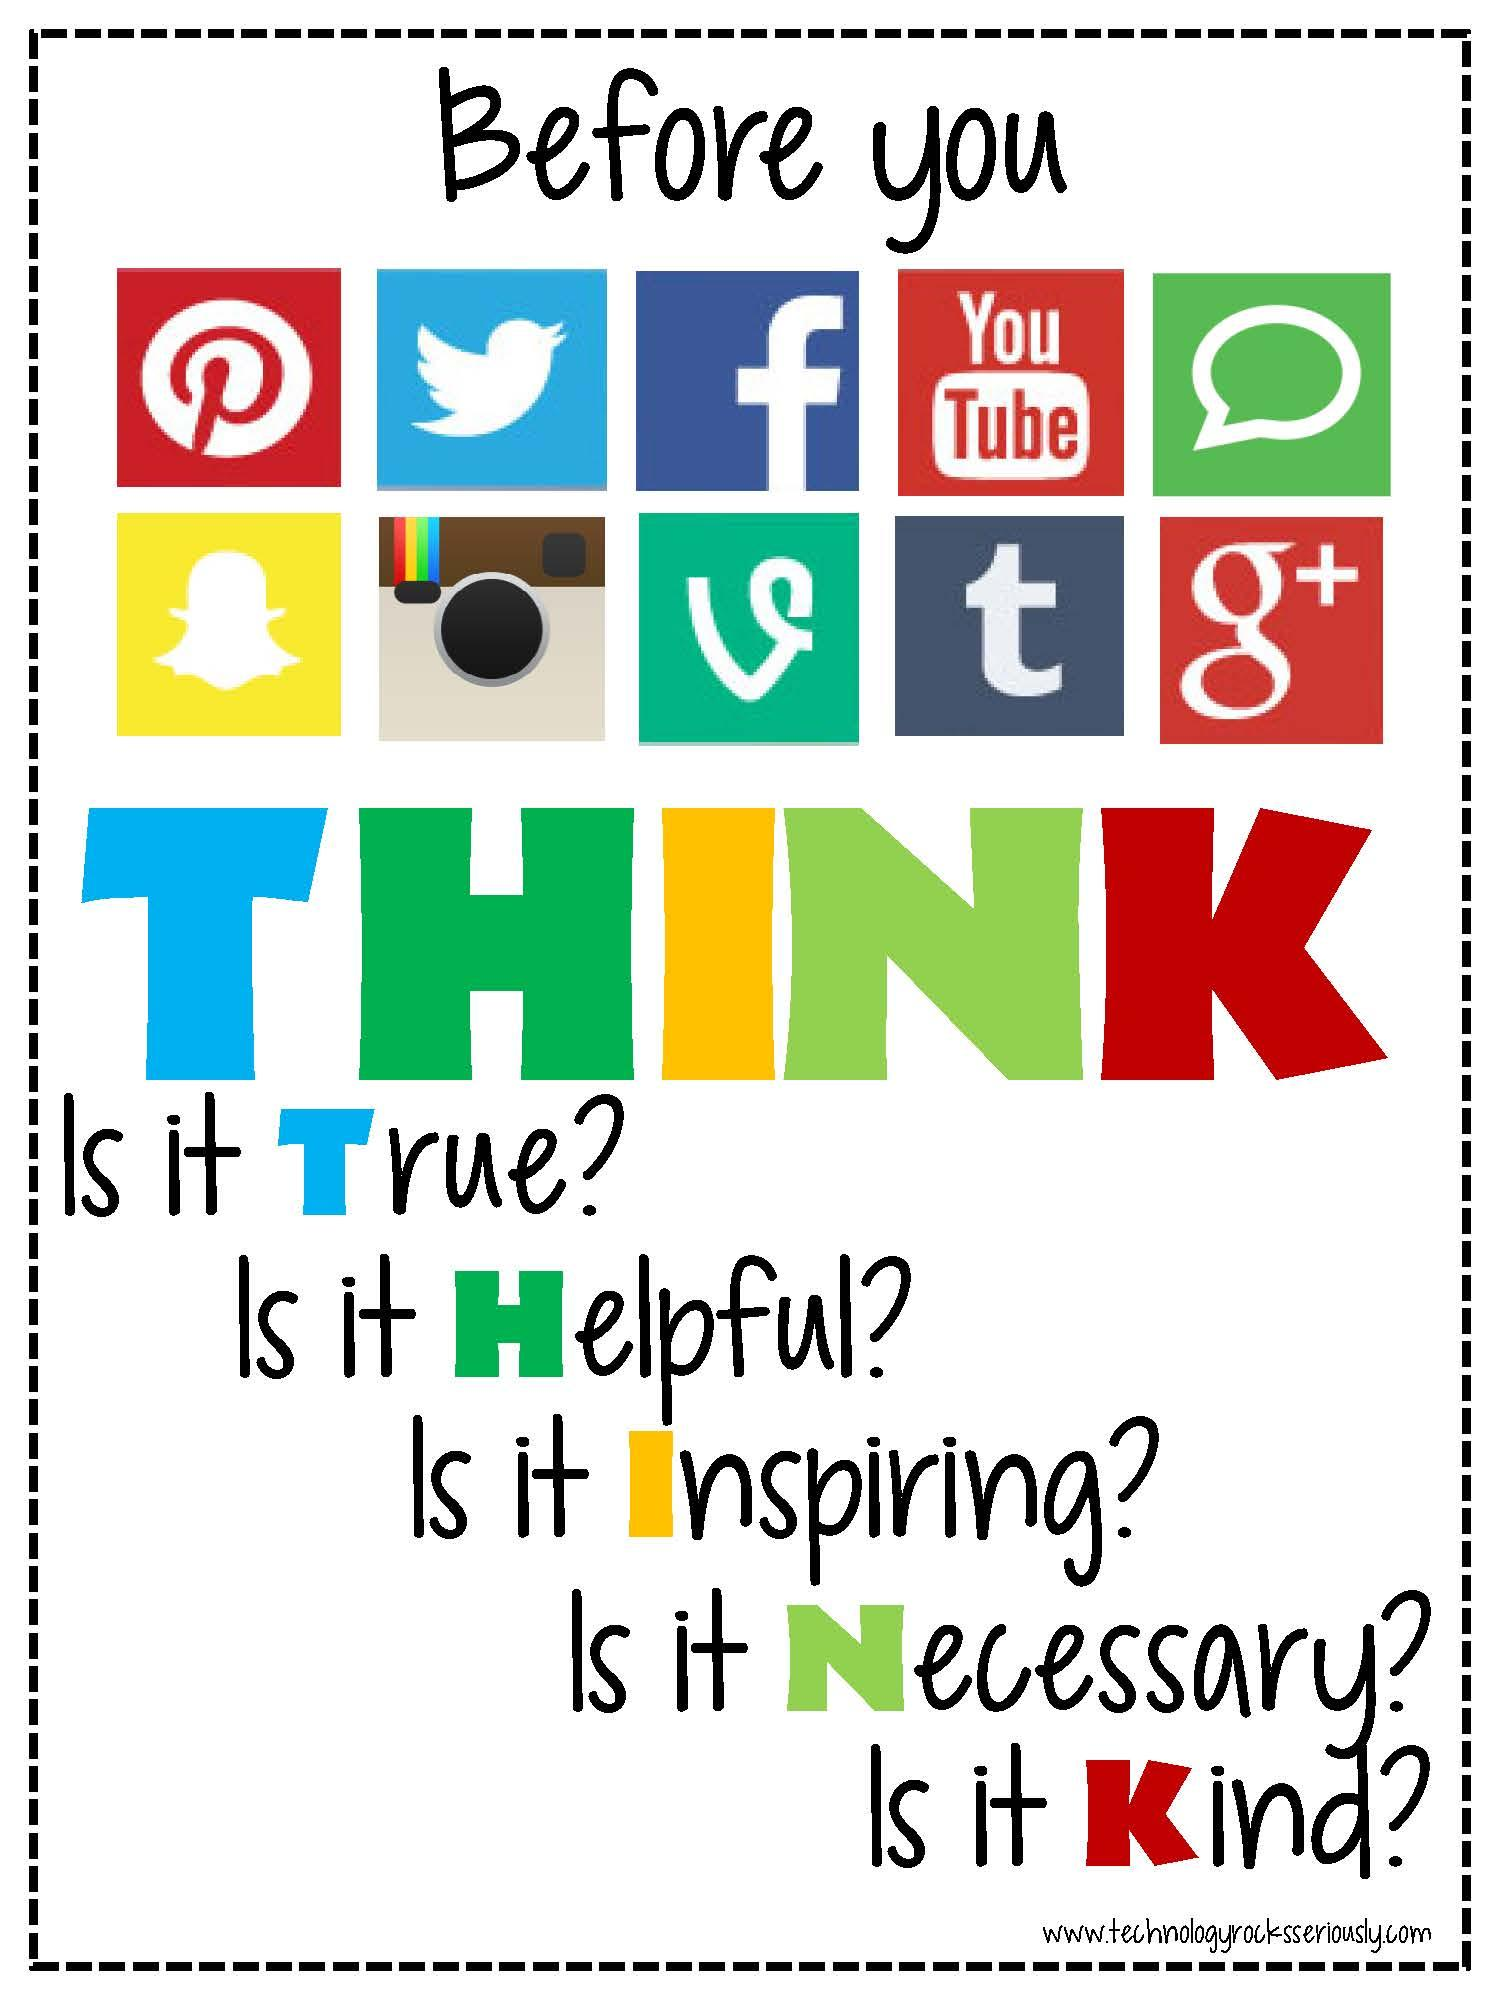 Before you
f You Tube
t g+
THINK
Is it True?
Is it Helpful?
Is it Inspiring?
Is it Necessary?
Is it Kind?
www.technologyrocksseriously.com